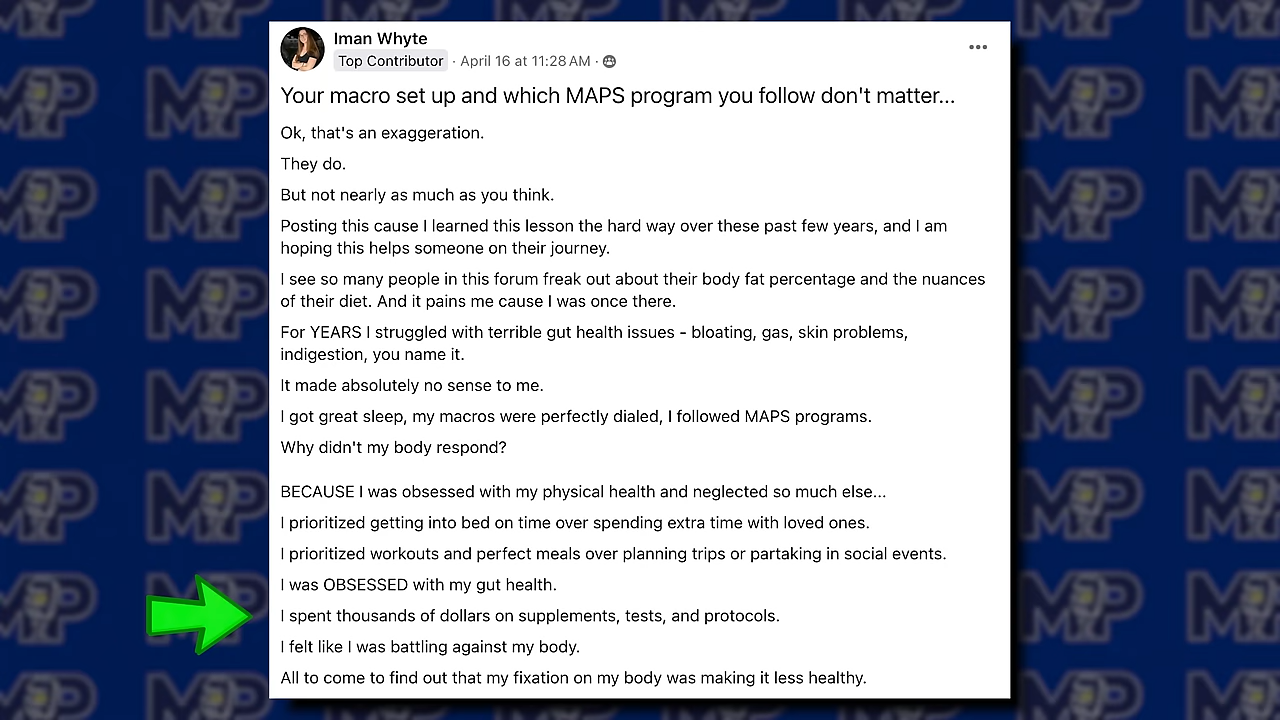 Iman Whyte
Top Contributor · April 16 at 11:28 AM ·
Your macro set up and which MAPS program you follow don't matter...
Ok, that's an exaggeration.
They do.
But not nearly as much as you think.
Posting this cause I learned this lesson the hard way over these past few years, and I am
hoping this helps someone on their journey.
I see so many people in this forum freak out about their body fat percentage and the nuances
of their diet. And it pains me cause I was once there.
For YEARS I struggled with terrible gut health issues - bloating, gas, skin problems,
indigestion, you name it.
It made absolutely no sense to me.
I got great sleep, my macros were perfectly dialed, I followed MAPS programs.
Why didn't my body respond?
BECAUSE I was obsessed with my physical health and neglected so much else...
I prioritized getting into bed on time over spending extra time with loved ones.
I prioritized workouts and perfect meals over planning trips or partaking in social events.
I was OBSESSED with my gut health.
I spent thousands of dollars on supplements, tests, and protocols.
I felt like I was battling against my body.
All to come to find out that my fixation on my body was making it less healthy.